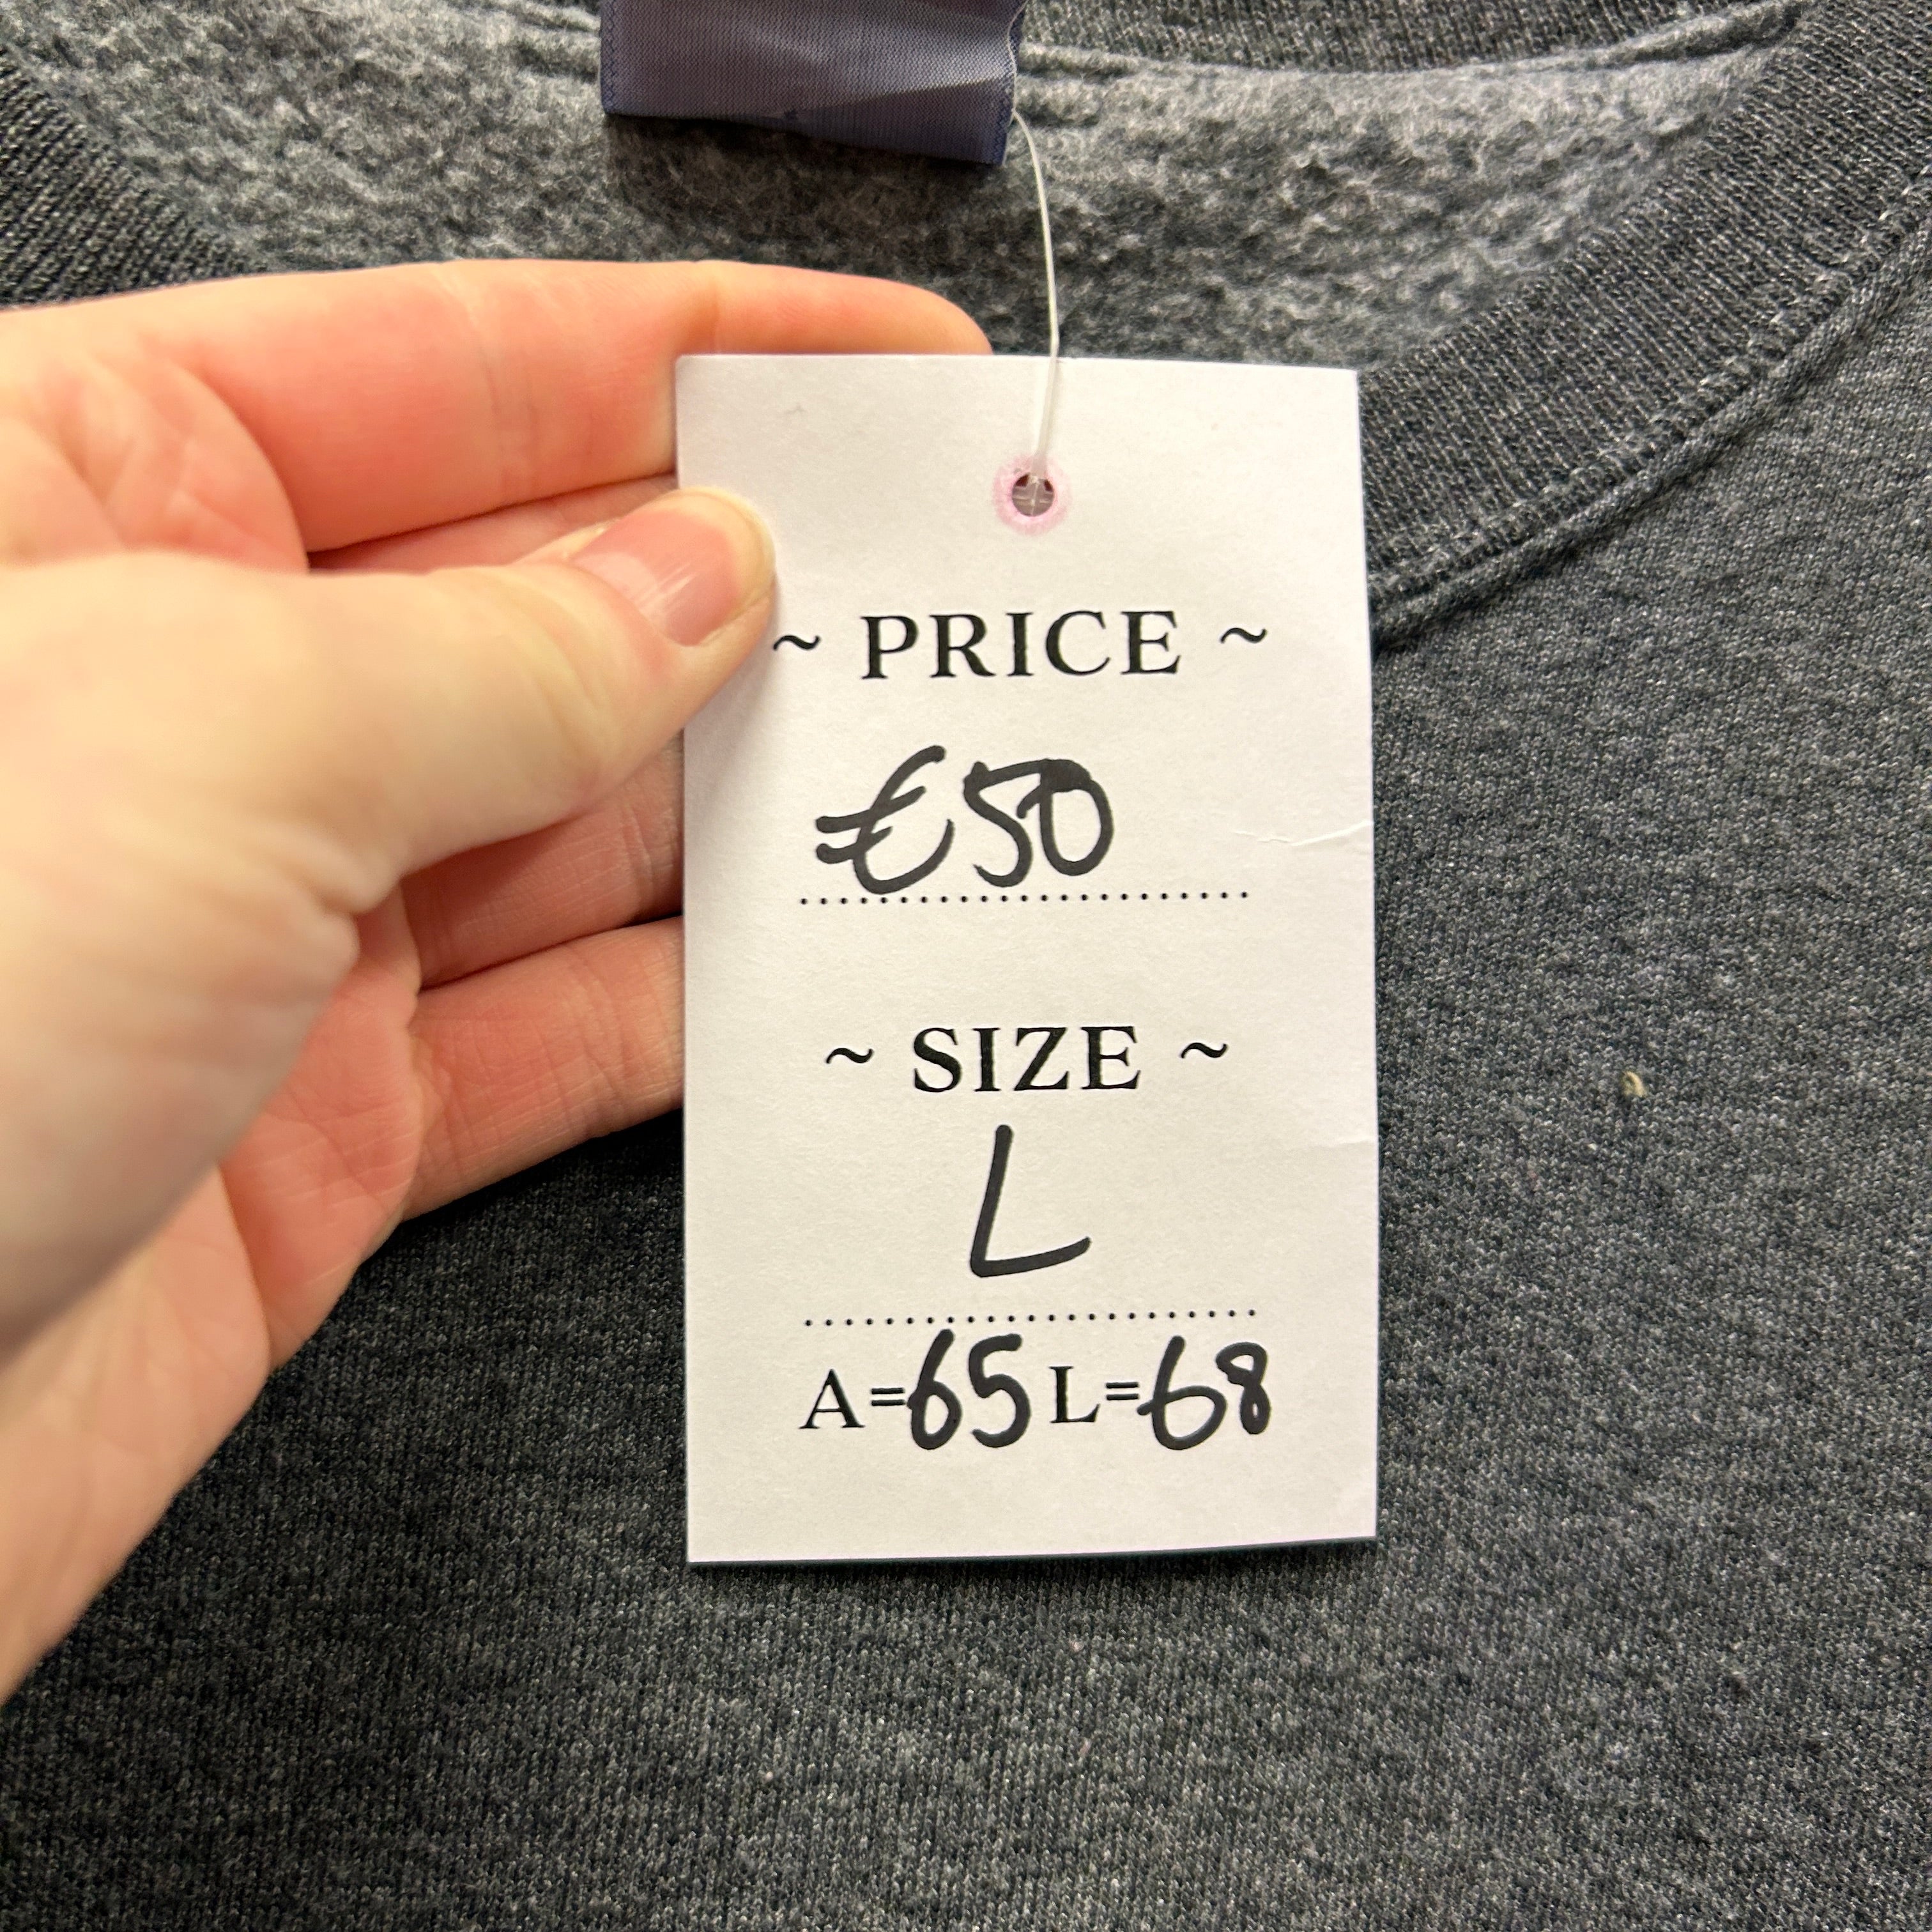 ~ PRICE ~
€50
~ SIZE ~
L
A=65 L=68